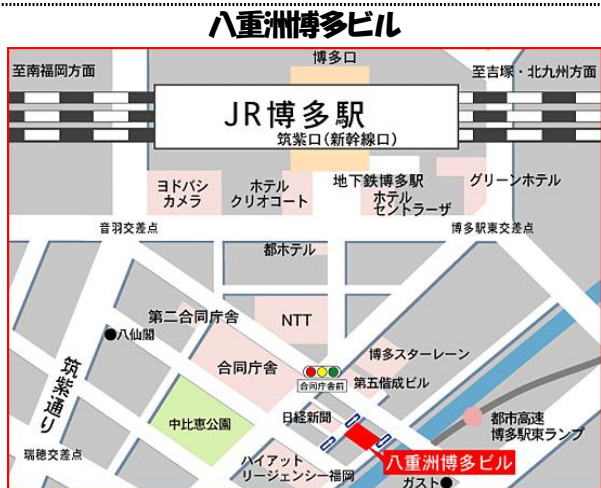 八重洲博多ビル
博多口
至南福岡方面
至吉塚・北九州方面
JR博多駅
筑紫口(新幹線口)
ヨドバシ
カメラ
ホテル
クリオコート
地下鉄博多駅
ホテル
セントラーザ
グリーンホテル
音羽交差点
博多駅東交差点
都ホテル
第二合同庁舎
NTT
八仙閣
博多スターレーン
合同庁舎
合同庁舎前
第五偕成ビル
筑紫通り
中比恵公園
日経新聞
都市高速
博多駅東ランプ
瑞穂交差点
ハイアット
リージェンシー福岡
八重洲博多ビル
ガスト